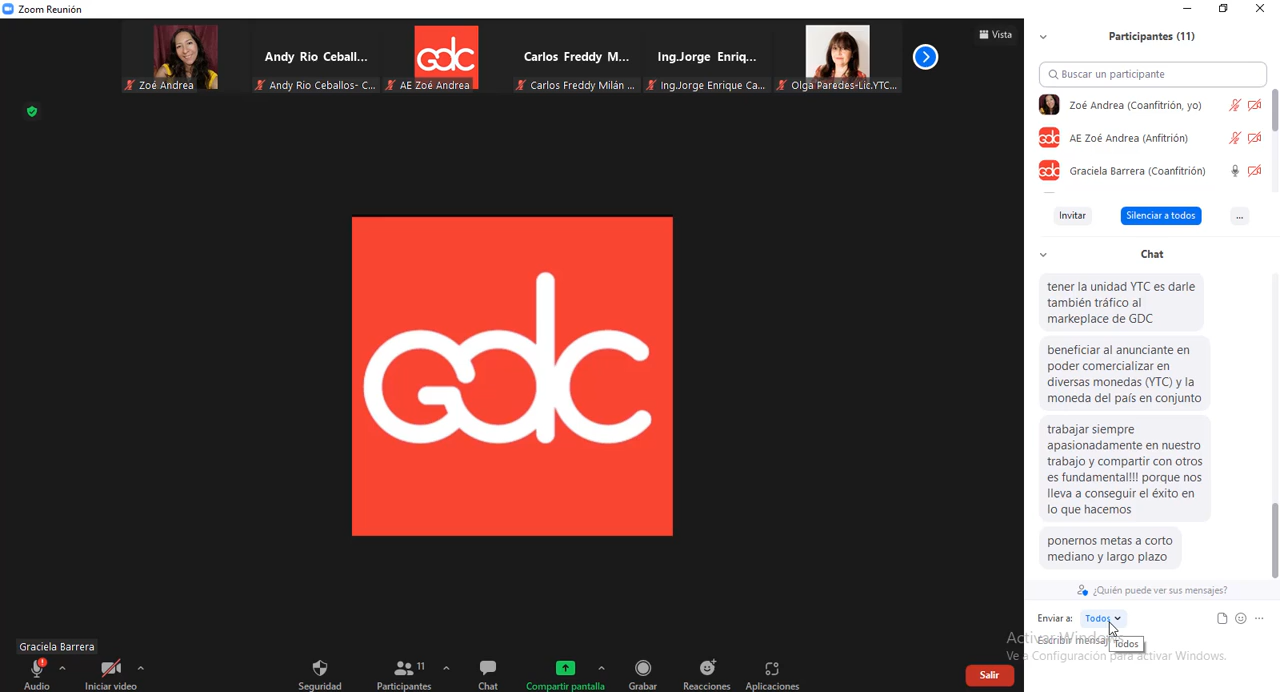 Zoom Reunión
Andy Rio Ceball...
Carlos Freddy M...
Ing.Jorge Enriq...
gdc
Zoé Andrea
Andy Rio Ceballos- C...
AE Zoé Andrea
Carlos Freddy Milán ...
Ing.Jorge Enrique Ca...
Olga Paredes-Lic.YTC...
Vista
gdc
Graciela Barrera
Audio
Iniciar video
Seguridad
Participantes
11
Chat
Compartir pantalla
Grabar
Reacciones
Aplicaciones
Salir
Participantes (11)
Buscar un participante
Zoé Andrea (Coanfitrión, yo)
gdc
AE Zoé Andrea (Anfitrión)
gdc
Graciela Barrera (Coanfitrión)
Invitar
Silenciar a todos
...
Chat
tener la unidad YTC es darle
también tráfico al
markeplace de GDC
beneficiar al anunciante en
poder comercializar en
diversas monedas (YTC) y la
moneda del país en conjunto
trabajar siempre
apasionadamente en nuestro
trabajo y compartir con otros
es fundamental!!! porque nos
lleva a conseguir el éxito en
lo que hacemos
ponernos metas a corto
mediano y largo plazo
¿Quién puede ver sus mensajes?
Enviar a:
Todos
Escribir mensaj
Todos
Activar Windows
Ve a Configuración para activar Windows.